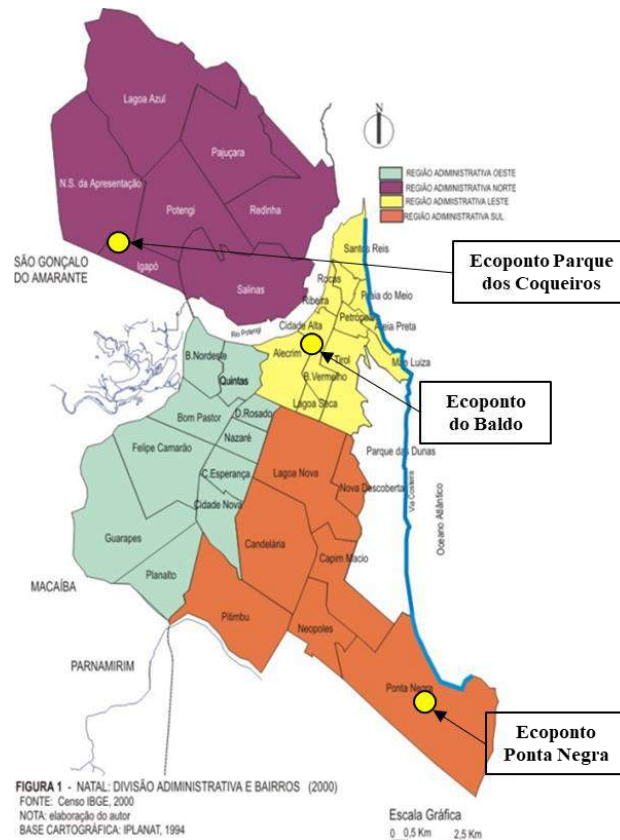 Lagoa Azul
Pajuçara
N.S. da Apresentação
Potengi
Redinha
Igapó
Salinas
SÃO GONÇALO
DO AMARANTE
N
REGIÃO ADIMINISTRATIVA OESTE
REGIÃO ADIMINISTRATIVA NORTE
REGIÃO ADIMINISTRATIVA LESTE
REGIÃO ADIMINISTRATIVA SUL
Ecoponto Parque
dos Coqueiros
Santos Reis
Rocas
Ribeira
Praia do Meio
Petrópolis
Areia Preta
Cidade Alta
Rio Potengi
Alecrim
Tirol
Mãe Luiza
B.Vermelho
Lagoa Seca
Ecoponto
do Baldo
B.Nordeste
Quintas
Bom Pastor
D.Rosado
Nazaré
Felipe Camarão
C.Esperança
Cidade Nova
Guarapes
Planalto
Lagoa Nova
Parque das Dunas
Nova Descoberta
Via Costeira
Oceano Atlântico
Candelária
Capim Macio
MACAÍBA
Pitimbu
Neopoles
PARNAMIRIM
Ponta Negra
Ecoponto
Ponta Negra
FIGURA 1 - NATAL: DIVISÃO ADIMINISTRATIVA E BAIRROS (2000)
FONTE: Censo IBGE, 2000
NOTA: elaboração do autor
BASE CARTOGRÁFICA: IPLANAT, 1994
Escala Gráfica
0 0,5 Km 2,5 Km